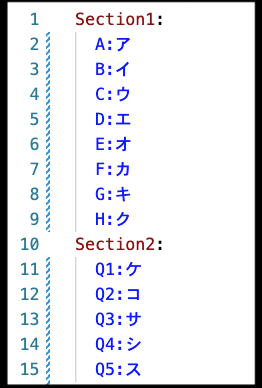 1 Section1:
2 A:ア
3 B:イ
4 C:ウ
5 D:エ
6 E:オ
7 F:カ
8 G:キ
9 H:ク
10 Section2:
11 Q1:ケ
12 Q2:コ
13 Q3:サ
14 Q4:シ
15 Q5:ス